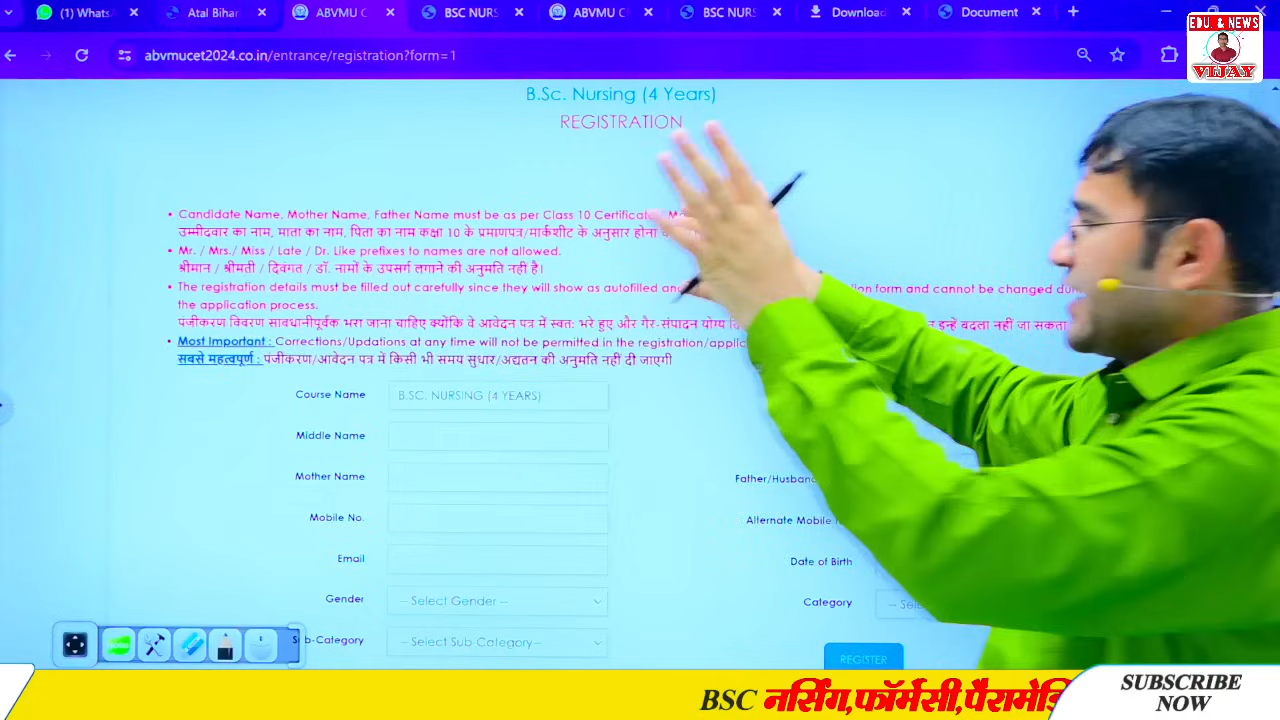 (1) Whats
Atal Bihar
ABVMU
BSC NURS
ABVMU C
BSC NURS
Download
Document
EDU. & NEWS
VIJAY
abvmucet2024.co.in/entrance/registration?form=1
B.Sc. Nursing (4 Years)
REGISTRATION
Candidate Name, Mother Name, Father Name must be as per Class 10 Certificate
उम्मीदवार का नाम, माता का नाम, पिता का नाम कक्षा 10 के प्रमाणपत्र/मार्कशीट के अनुसार होना
Mr. / Mrs./ Miss / Late / Dr. Like prefixes to names are not allowed.
श्रीमान / श्रीमती / दिवंगत / डॉ. नामों के उपसर्ग लगाने की अनुमति नही है।
The registration details must be filled out carefully since they will show as autofilled and form and cannot be changed
the application process.
पंजीकरण विवरण सावधानीपूर्वक भरा जाना चाहिए क्योंकि वे आवेदन पत्र में स्वत: भरे हुए और गैर-संपादन योग्य इन्हें बदला नहीं जा सकता
Most Important : Corrections/Updations at any time will not be permitted in the
सबसे महत्वपूर्ण : पंजीकरण/आवेदन पत्र में किसी भी समय सुधार/अद्यतन की अनुमति नहीं दी जाएगी
Course Name B.SC. NURSING (4 YEARS)
Middle Name
Mother Name
Father/Husband
Mobile No.
Alternate Mobile
Email
Date of Birth
Gender -- Select Gender --
Category
Sub-Category -- Select Sub Category --
REGISTER
BSC नर्सिंग,फॉर्मेसी,पैरामेडि
SUBSCRIBE
NOW